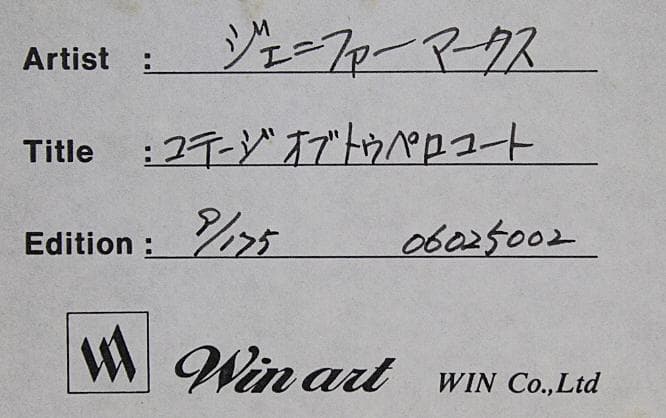 Artist : ジェニファー マークス
Title : コテージ オブ トゥペロコート
Edition : 9/175 06025002
Win art WIN Co.,Ltd